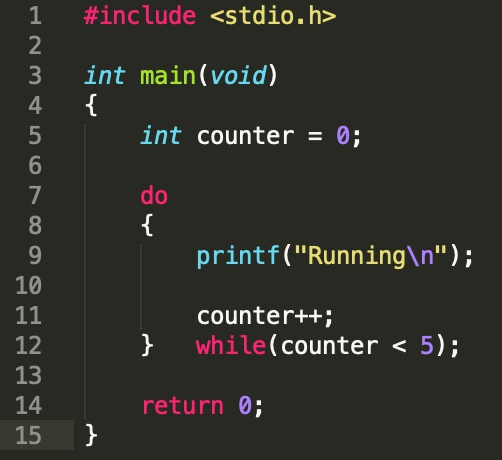 1 #include <stdio.h>
2
3 int main(void)
4 {
5     int counter = 0;
6
7     do
8     {
9         printf("Running\n");
10
11         counter++;
12     }   while(counter < 5);
13
14     return 0;
15 }